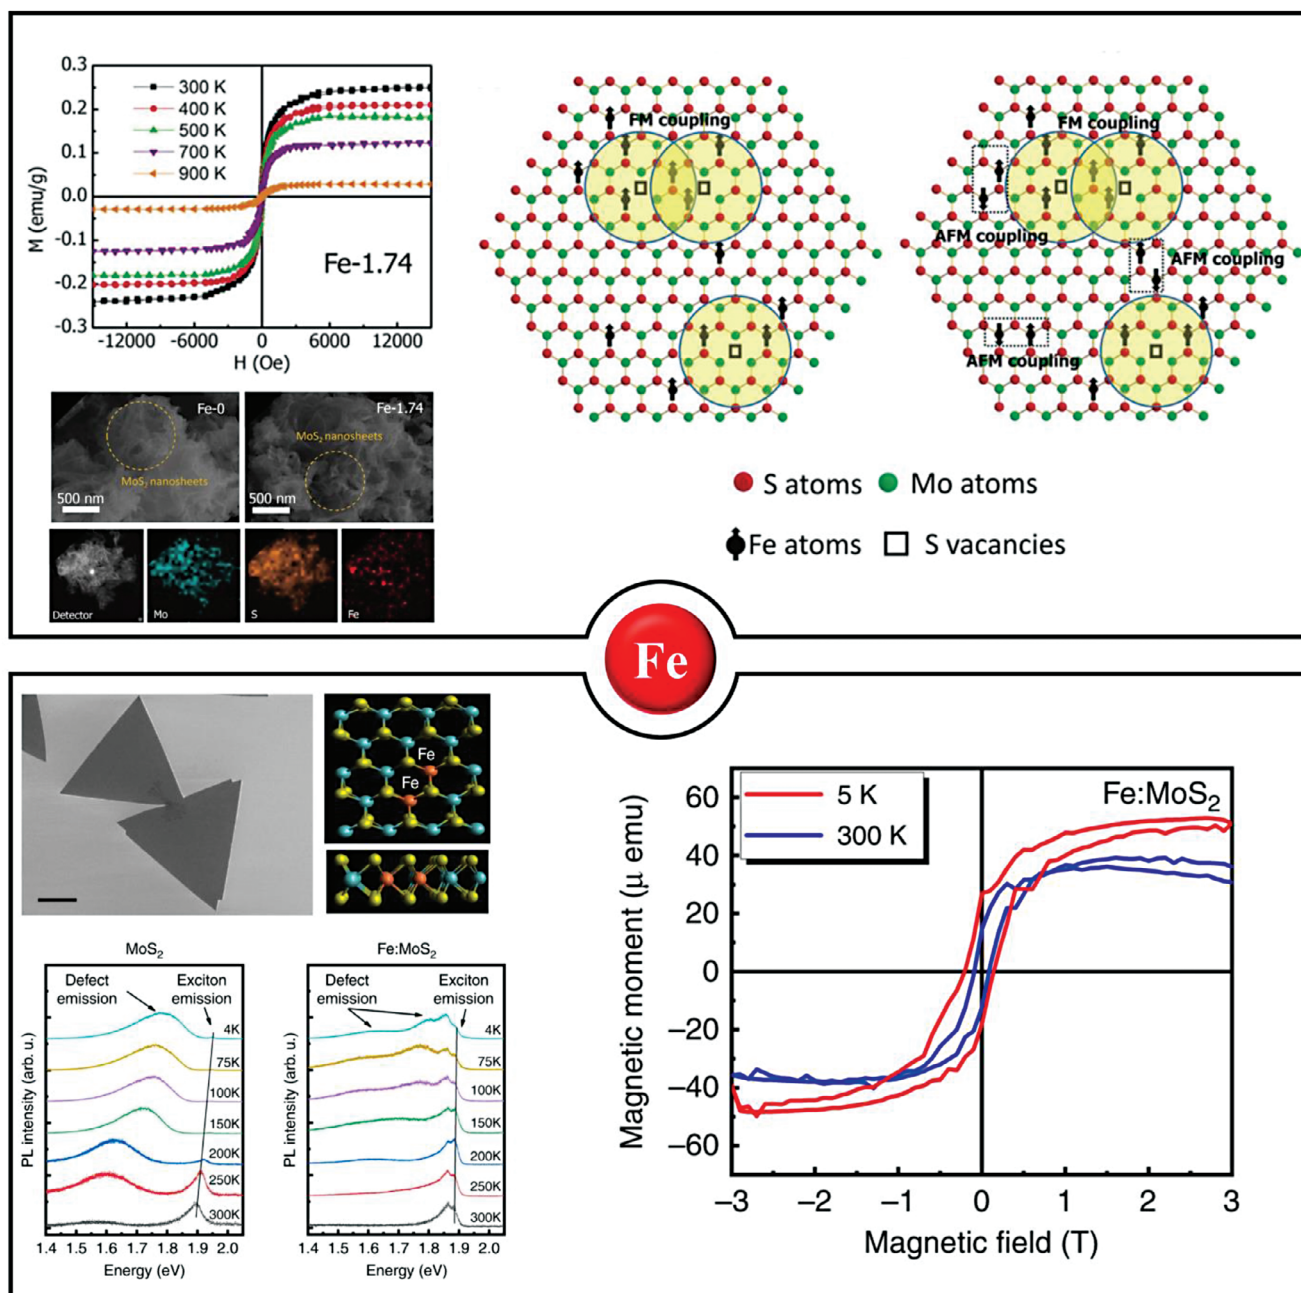 0.3
0.2
0.1
0.0
-0.1
-0.2
-0.3
M (emu/g)
300 K
400 K
500 K
700 K
900 K
Fe-1.74
-12000 -6000 0 6000 12000
H (Oe)
FM coupling
FM coupling
AFM coupling
AFM coupling
AFM coupling
Fe-0
MoS₂ nanosheets
500 nm
Fe-1.74
MoS₂ nanosheets
500 nm
Detector
Mo
S
Fe
S atoms
Mo atoms
Fe atoms
S vacancies
Fe
Fe
Fe
MoS₂
Defect
emission
Exciton
emission
4K
75K
100K
150K
200K
250K
300K
PL intensity (arb. u.)
1.4 1.5 1.6 1.7 1.8 1.9 2.0
Energy (eV)
Fe:MoS₂
Defect
emission
Exciton
emission
4K
75K
100K
150K
200K
250K
300K
PL intensity (arb. u.)
1.4 1.5 1.6 1.7 1.8 1.9 2.0
Energy (eV)
Fe:MoS₂
5 K
300 K
60
40
20
0
−20
−40
−60
Magnetic moment (μ emu)
−3 −2 −1 0 1 2 3
Magnetic field (T)